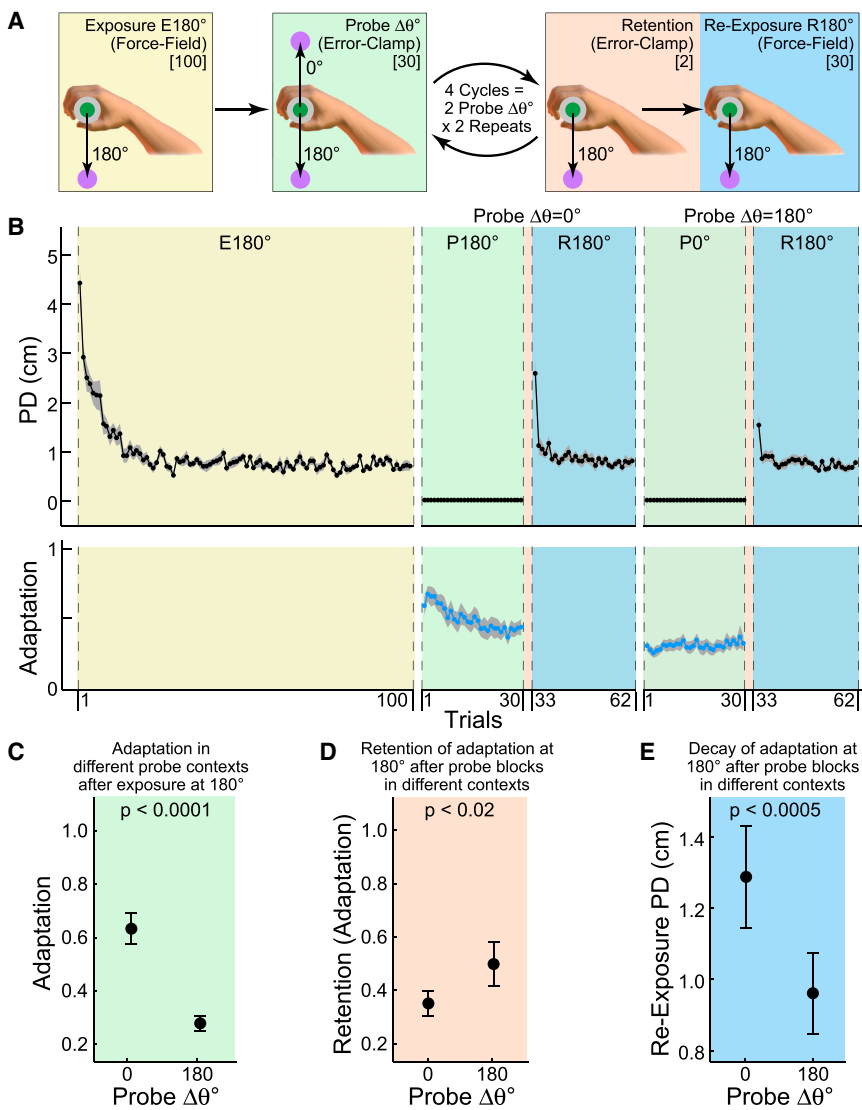 A
Exposure E180°
(Force-Field)
[100]
180°
Probe Δθ°
(Error-Clamp)
[30]
0°
180°
4 Cycles =
2 Probe Δθ°
x 2 Repeats
Retention
(Error-Clamp)
[2]
180°
Re-Exposure R180°
(Force-Field)
[30]
180°
B
Probe Δθ=0°
Probe Δθ=180°
E180°
P180°
R180°
P0°
R180°
PD (cm)
5
4
3
2
1
0
Adaptation
1
0
1
100
1
30
33
62
1
30
33
62
Trials
C
Adaptation in
different probe contexts
after exposure at 180°
p < 0.0001
Adaptation
1.0
0.8
0.6
0.4
0.2
0
180
Probe Δθ°
D
Retention of adaptation at
180° after probe blocks
in different contexts
p < 0.02
Retention (Adaptation)
1.0
0.8
0.6
0.4
0.2
0
180
Probe Δθ°
E
Decay of adaptation at
180° after probe blocks
in different contexts
p < 0.0005
Re-Exposure PD (cm)
1.4
1.2
1.0
0.8
0
180
Probe Δθ°